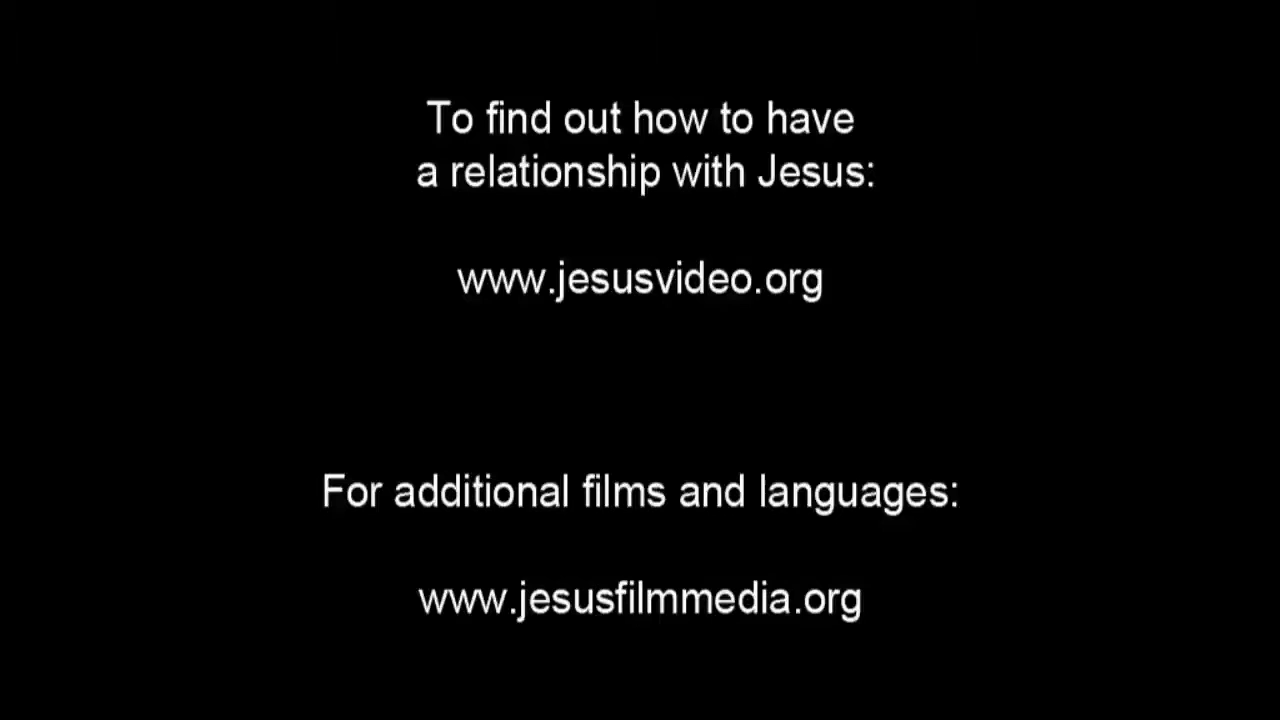 To find out how to have
a relationship with Jesus:
www.jesusvideo.org
For additional films and languages:
www.jesusfilmmedia.org